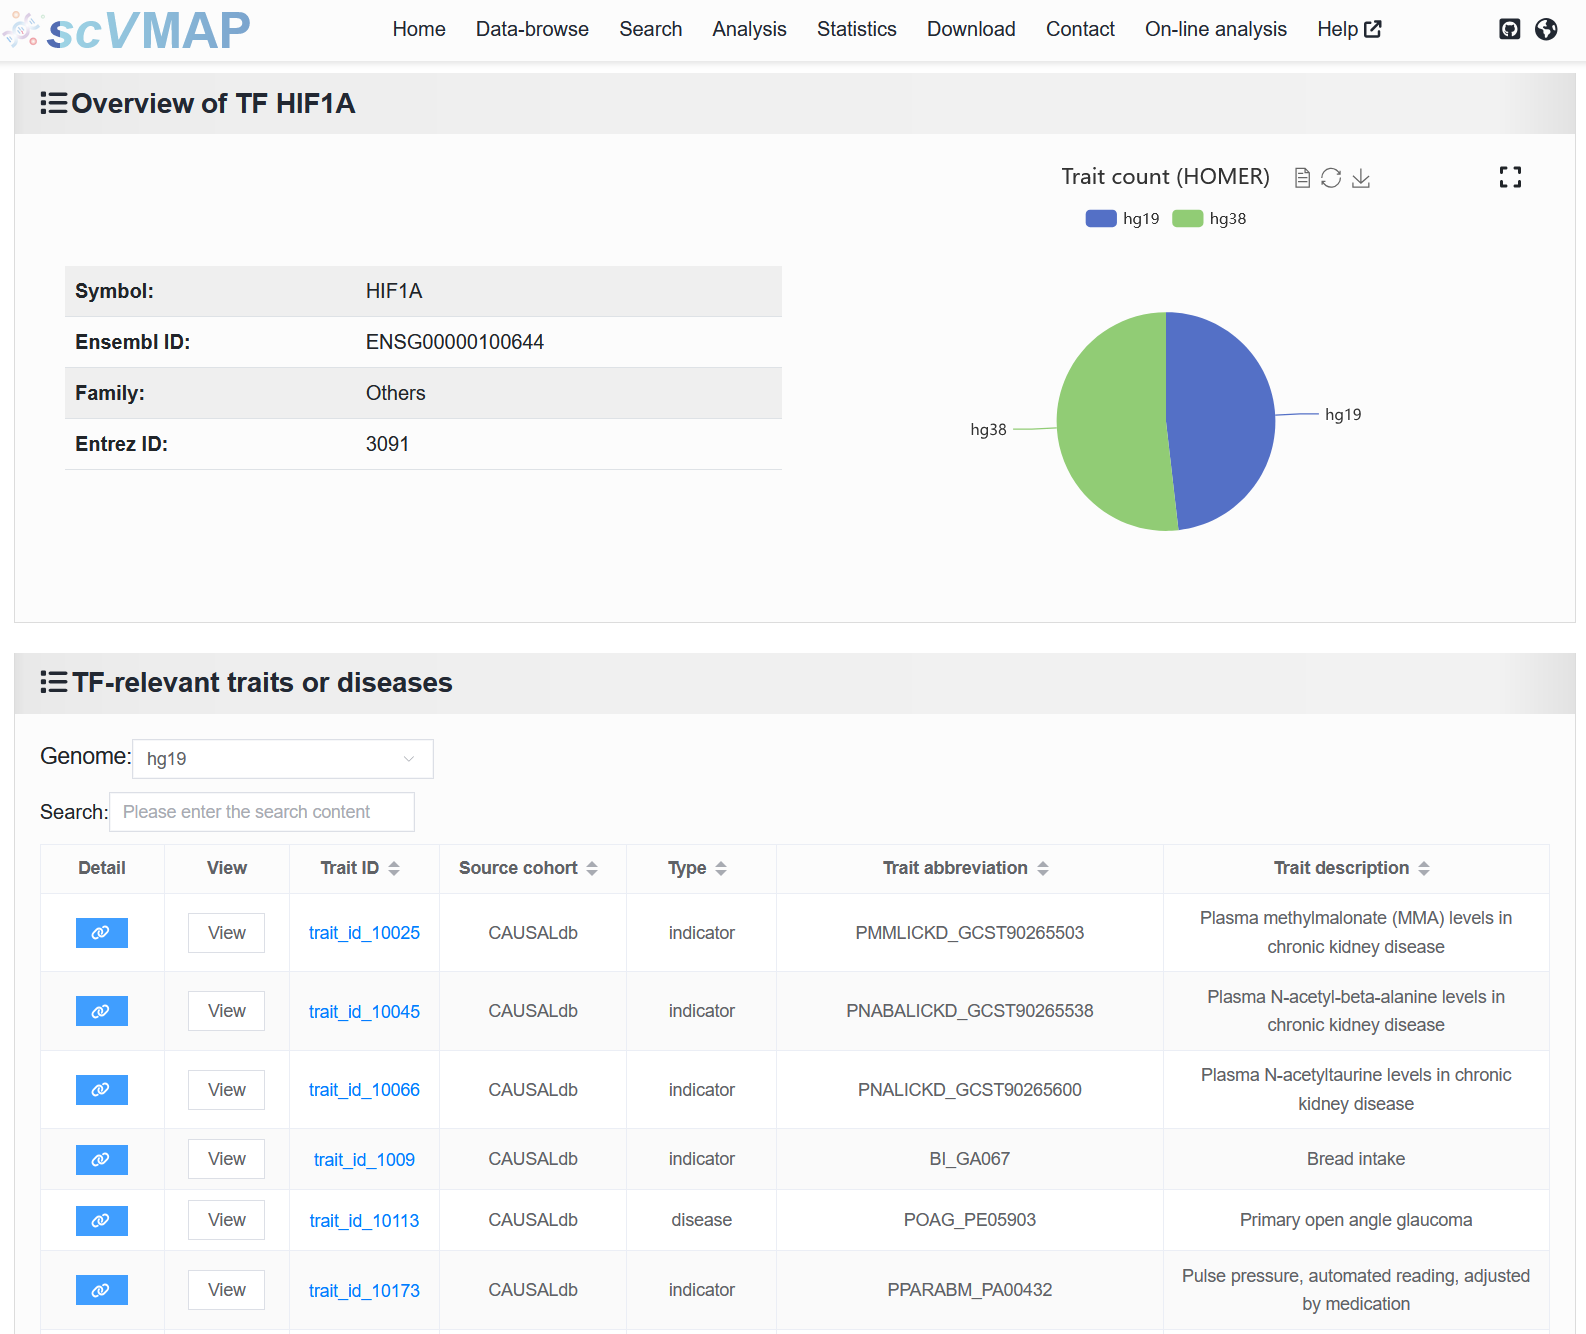 scVMAP
Home Data-browse Search Analysis Statistics Download Contact On-line analysis Help
Overview of TF HIF1A
Trait count (HOMER)
hg19 hg38
Symbol: HIF1A
Ensembl ID: ENSG00000100644
Family: Others
Entrez ID: 3091
hg19
hg38
TF-relevant traits or diseases
Genome: hg19
Search: Please enter the search content
Detail View Trait ID Source cohort Type Trait abbreviation Trait description
View trait_id_10025 CAUSALdb indicator PMMLICKD_GCST90265503 Plasma methylmalonate (MMA) levels in
chronic kidney disease
View trait_id_10045 CAUSALdb indicator PNABALICKD_GCST90265538 Plasma N-acetyl-beta-alanine levels in
chronic kidney disease
View trait_id_10066 CAUSALdb indicator PNALICKD_GCST90265600 Plasma N-acetyltaurine levels in chronic
kidney disease
View trait_id_1009 CAUSALdb indicator BI_GA067 Bread intake
View trait_id_10113 CAUSALdb disease POAG_PE05903 Primary open angle glaucoma
View trait_id_10173 CAUSALdb indicator PPARABM_PA00432 Pulse pressure, automated reading, adjusted
by medication